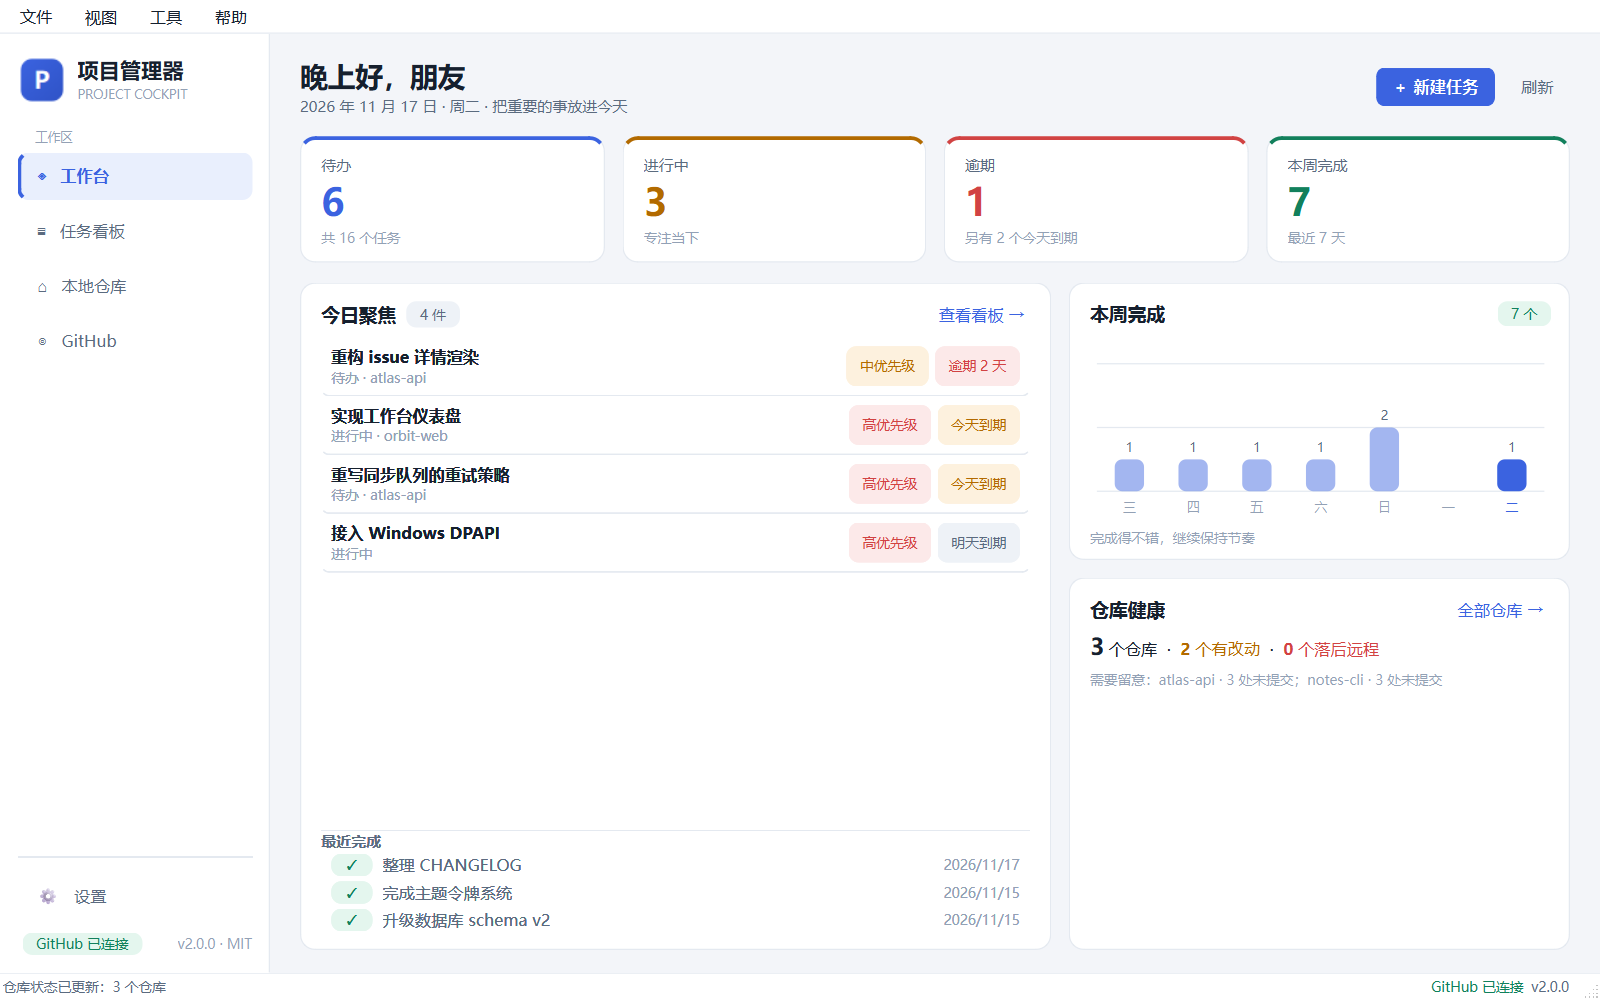 文件 视图 工具 帮助
P
项目管理器
PROJECT COCKPIT
工作区
工作台
任务看板
本地仓库
GitHub
设置
GitHub 已连接 v2.0.0 · MIT
晚上好，朋友
2026 年 11 月 17 日 · 周二 · 把重要的事放进今天
+ 新建任务 刷新
待办
6
共 16 个任务
进行中
3
专注当下
逾期
1
另有 2 个今天到期
本周完成
7
最近 7 天
今日聚焦 4 件 查看看板 →
重构 issue 详情渲染
待办 · atlas-api
中优先级 逾期 2 天
实现工作台仪表盘
进行中 · orbit-web
高优先级 今天到期
重写同步队列的重试策略
待办 · atlas-api
高优先级 今天到期
接入 Windows DPAPI
进行中
高优先级 明天到期
最近完成
✓ 整理 CHANGELOG 2026/11/17
✓ 完成主题令牌系统 2026/11/15
✓ 升级数据库 schema v2 2026/11/15
本周完成 7 个
1 1 1 1 2 1
三 四 五 六 日 一 二
完成得不错，继续保持节奏
仓库健康 全部仓库 →
3 个仓库 · 2 个有改动 · 0 个落后远程
需要留意：atlas-api · 3 处未提交；notes-cli · 3 处未提交
仓库状态已更新：3 个仓库
GitHub 已连接 v2.0.0